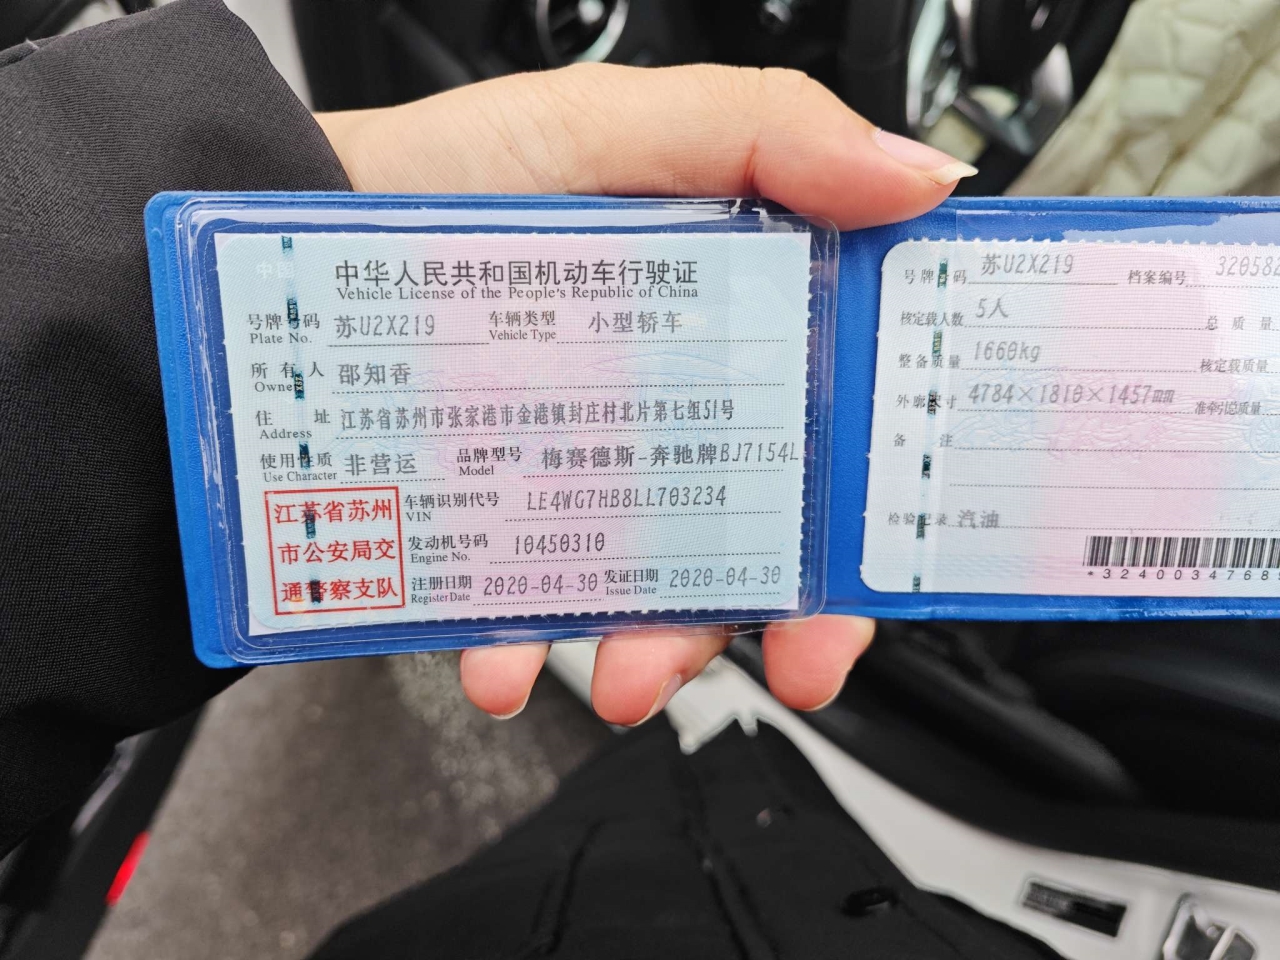 中华人民共和国机动车行驶证
Vehicle License of the People's Republic of China
号牌号码 苏U2X219 车辆类型 小型轿车
Plate No. Vehicle Type
所有人 邵知香
Owner
住址 江苏省苏州市张家港市金港镇封庄村北片第七组51号
Address
使用性质 非营运 品牌型号 梅赛德斯-奔驰牌BJ7154L
Use Character Model
江苏省苏州
市公安局交
通警察支队
车辆识别代号 LE4WG7HB8LL703234
VIN
发动机号码 10450310
Engine No.
注册日期 2020-04-30 发证日期 2020-04-30
Register Date Issue Date
号牌号码 苏U2X219 档案编号 320582
核定载人数 5人 总质量
整备质量 1660kg 核定载质量
外廓尺寸 4784×1810×1457mm 准牵引总质量
备注
检验记录 汽油
*3240034768